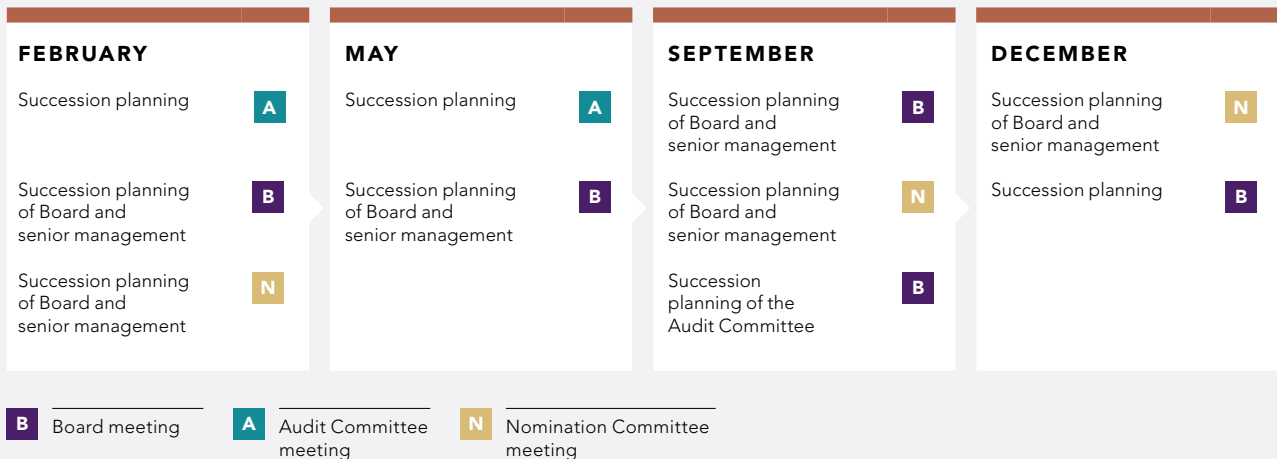 FEBRUARY
Succession planning
A
Succession planning
of Board and
senior management
B
Succession planning
of Board and
senior management
N
MAY
Succession planning
A
Succession planning
of Board and
senior management
B
SEPTEMBER
Succession planning
of Board and
senior management
B
Succession planning
of Board and
senior management
N
Succession
planning of the
Audit Committee
B
DECEMBER
Succession planning
of Board and
senior management
N
Succession planning
B
B
Board meeting
A
Audit Committee
meeting
N
Nomination Committee
meeting